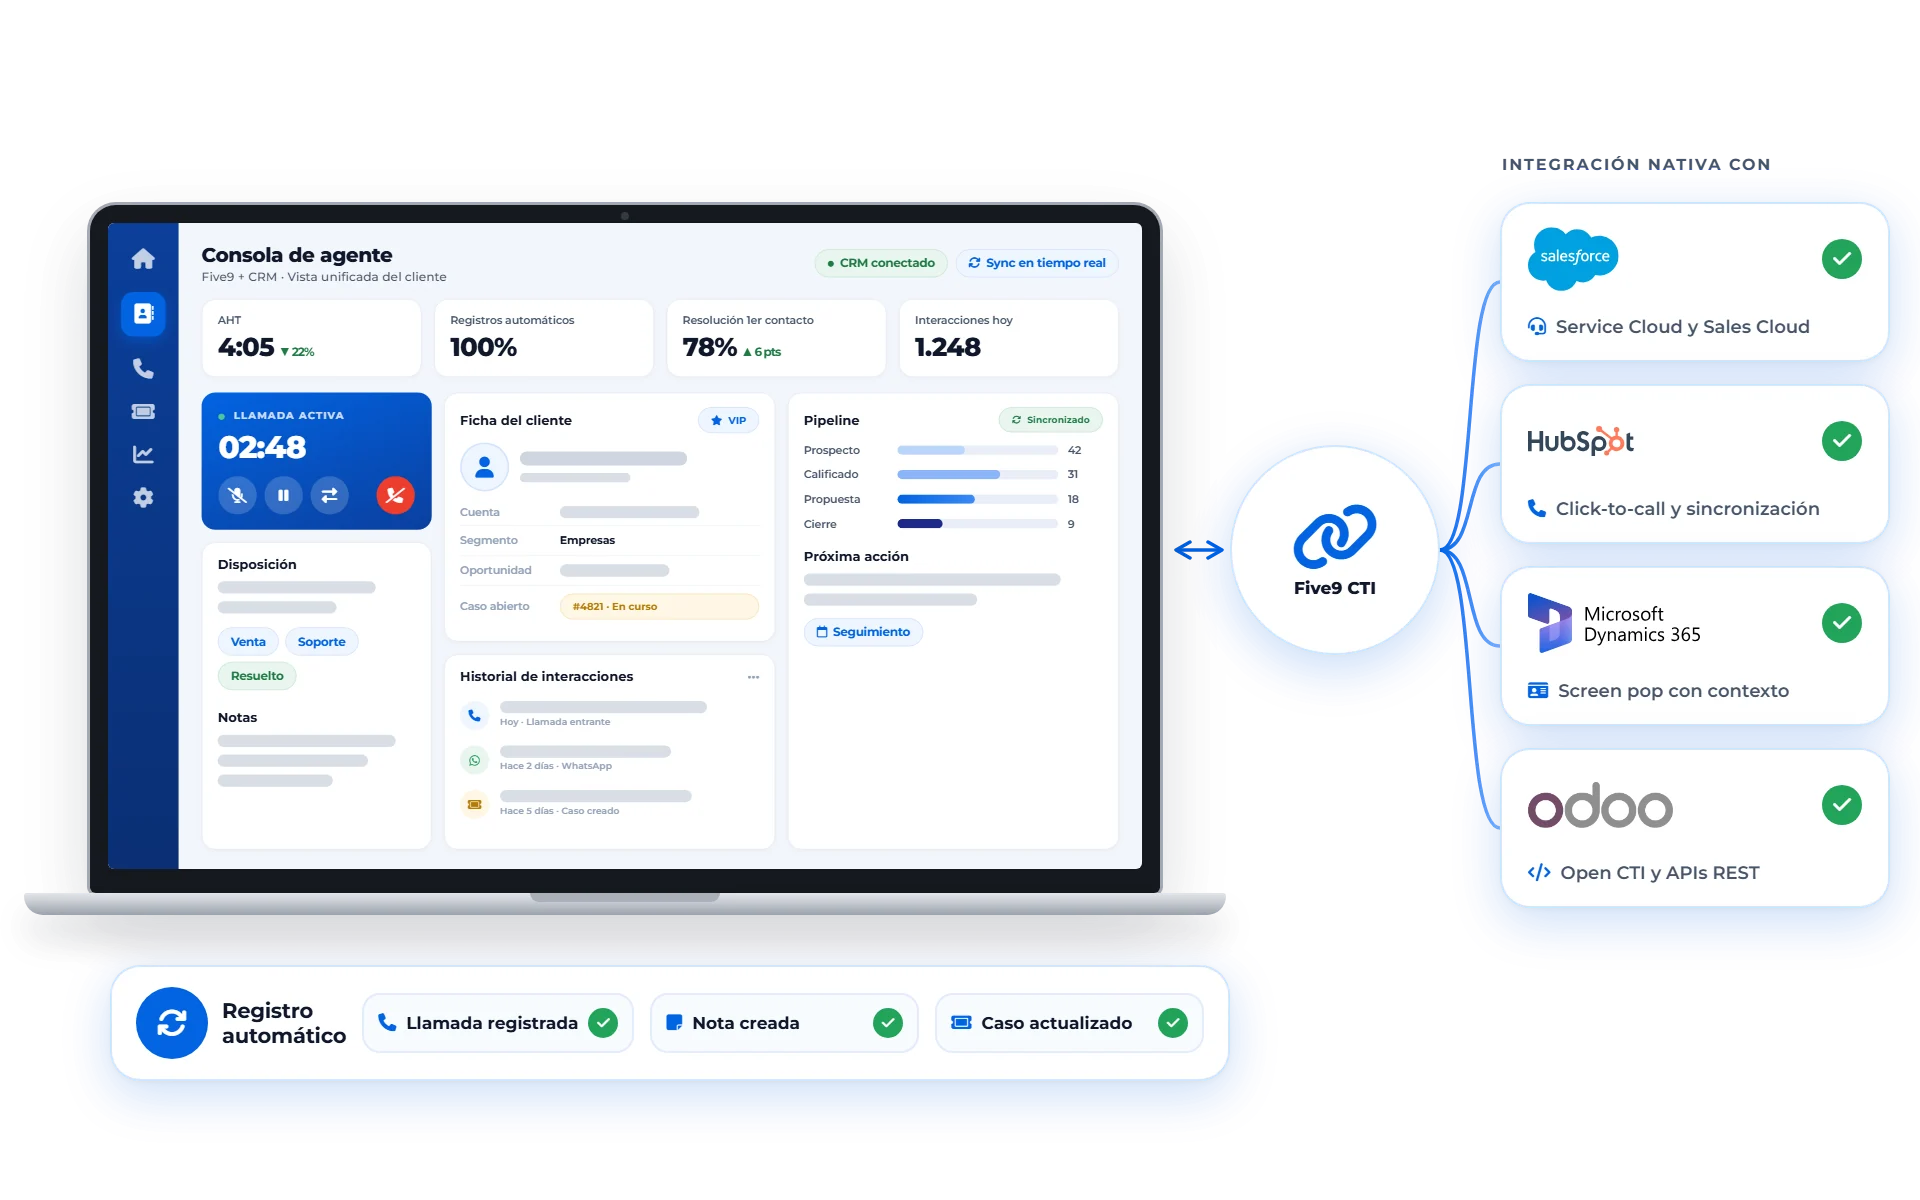 INTEGRACIÓN NATIVA CON
Consola de agente
Five9 + CRM · Vista unificada del cliente
CRM conectado
Sync en tiempo real
AHT
4:05 ▼ 22%
Registros automáticos
100%
Resolución 1er contacto
78% ▲ 6 pts
Interacciones hoy
1.248
LLAMADA ACTIVA
02:48
Disposición
Venta
Soporte
Resuelto
Notas
Ficha del cliente
VIP
Cuenta
Segmento Empresas
Oportunidad
Caso abierto #4821 · En curso
Historial de interacciones
Hoy · Llamada entrante
Hace 2 días · WhatsApp
Hace 5 días · Caso creado
Pipeline
Sincronizado
Prospecto 42
Calificado 31
Propuesta 18
Cierre 9
Próxima acción
Seguimiento
Five9 CTI
salesforce
Service Cloud y Sales Cloud
HubSpot
Click-to-call y sincronización
Microsoft
Dynamics 365
Screen pop con contexto
odoo
Open CTI y APIs REST
Registro
automático
Llamada registrada
Nota creada
Caso actualizado